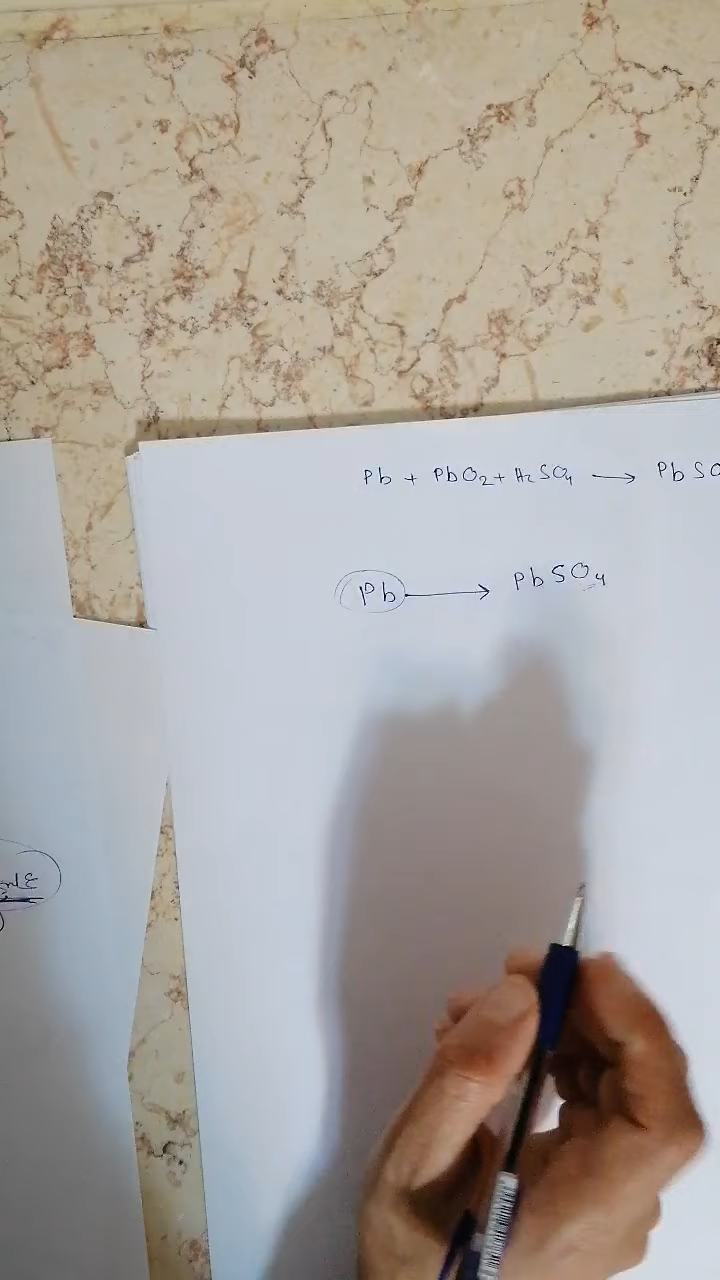 Pb + PbO₂ + H₂SO₄ → PbSO
Pb → PbSO₄